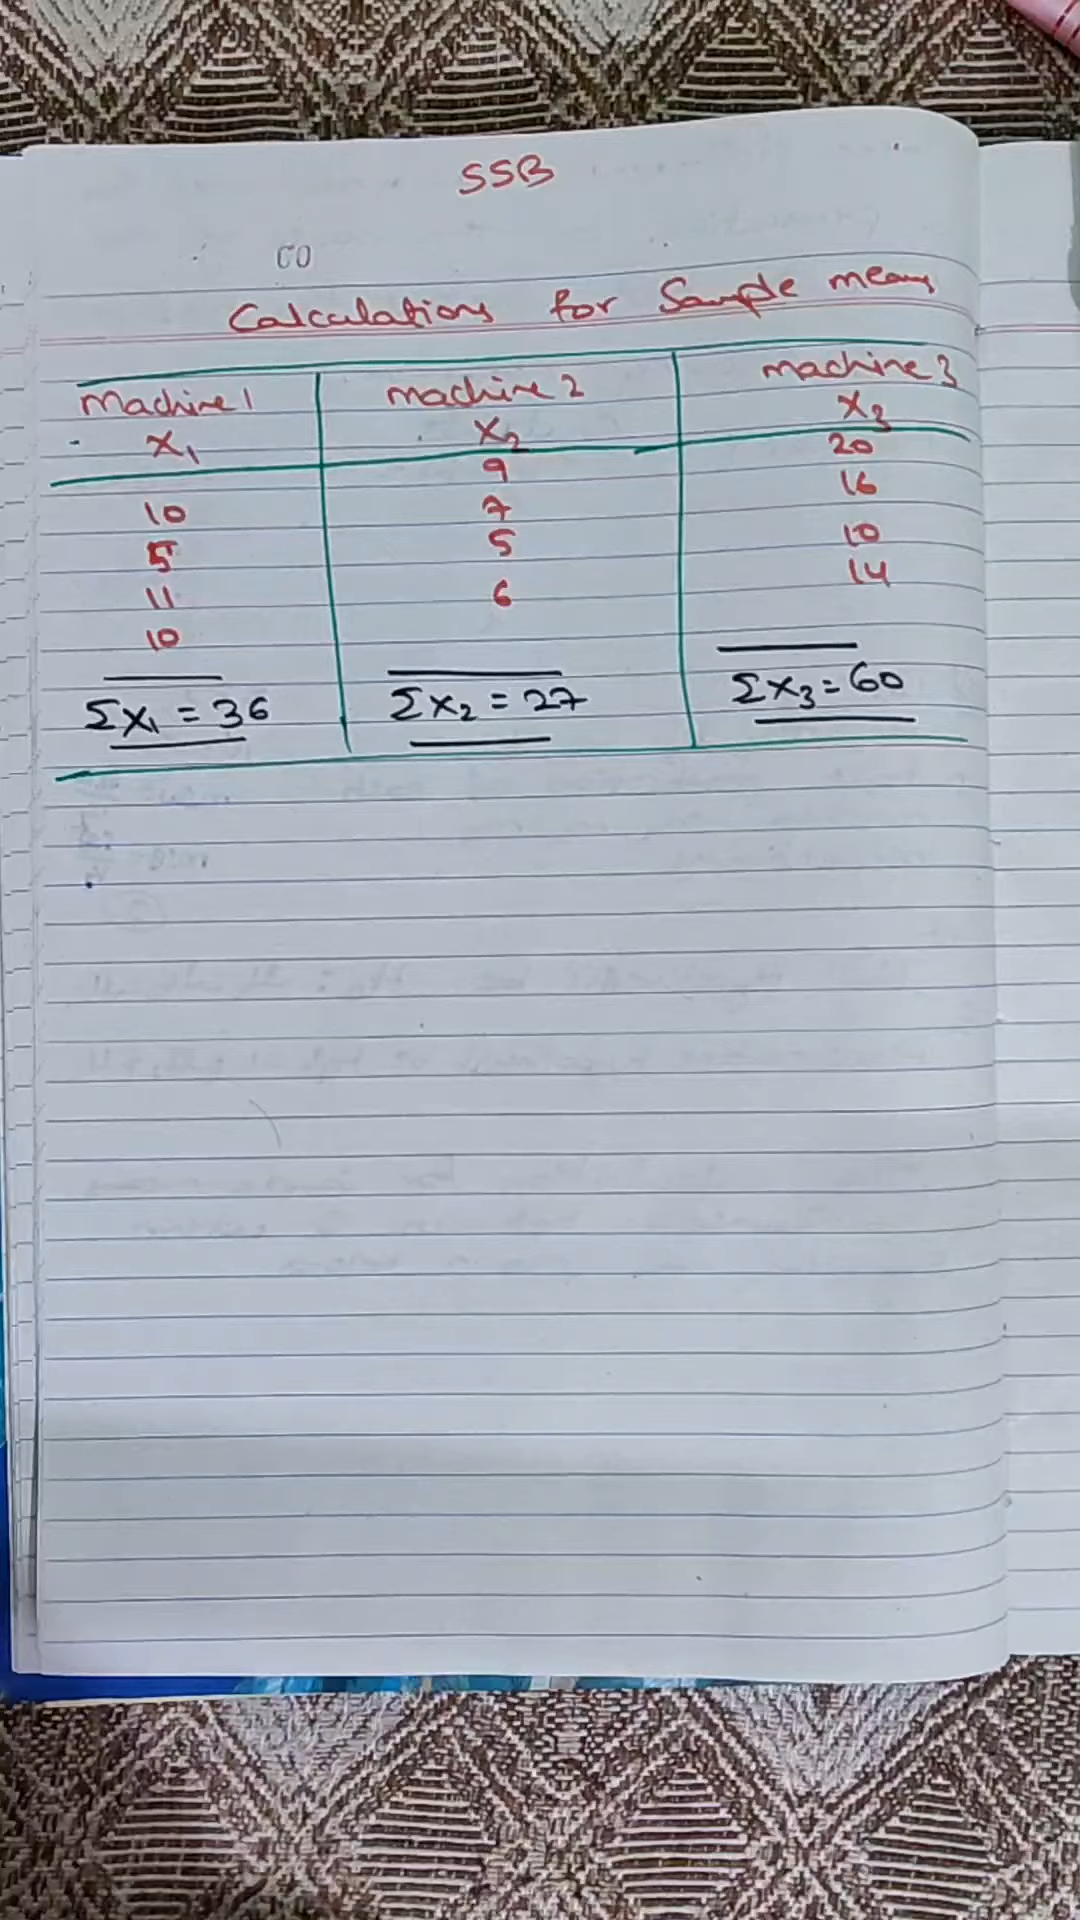 SSB
CO
Calculations for Sample means
Machine 1 machine 2 machine 3
X₁ X₂ X₃
10 9 20
5 7 16
11 5 10
10 6 14
ΣX₁ = 36 ΣX₂ = 27 ΣX₃ = 60